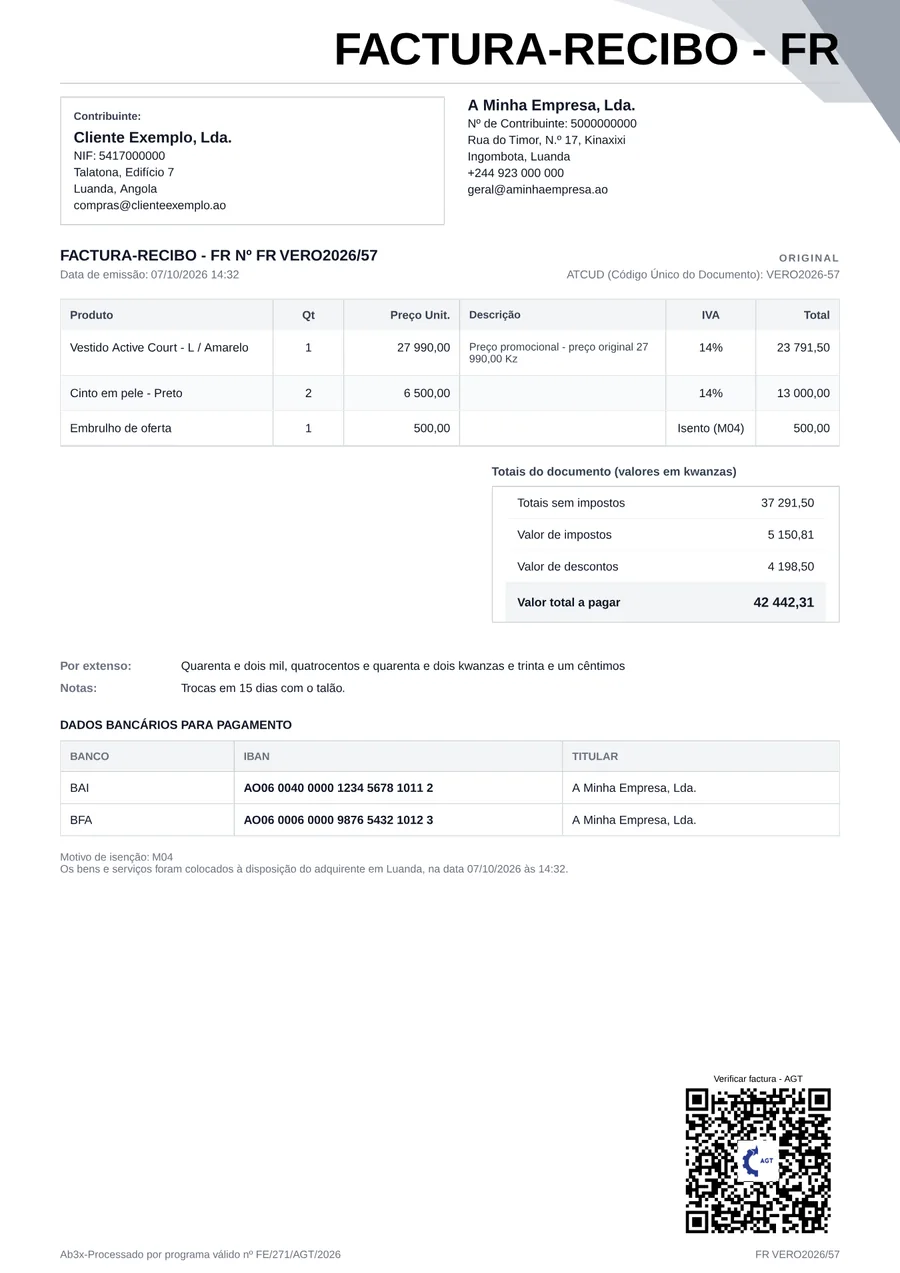 FACTURA-RECIBO - FR
Contribuinte:
Cliente Exemplo, Lda.
NIF: 5417000000
Talatona, Edifício 7
Luanda, Angola
compras@clienteexemplo.ao
A Minha Empresa, Lda.
Nº de Contribuinte: 5000000000
Rua do Timor, N.º 17, Kinaxixi
Ingombota, Luanda
+244 923 000 000
geral@aminhaempresa.ao
FACTURA-RECIBO - FR Nº FR VERO2026/57
Data de emissão: 07/10/2026 14:32
ORIGINAL
ATCUD (Código Único do Documento): VERO2026-57
Produto Qt Preço Unit. Descrição IVA Total
Vestido Active Court - L / Amarelo 1 27 990,00 Preço promocional - preço original 27 990,00 Kz 14% 23 791,50
Cinto em pele - Preto 2 6 500,00 14% 13 000,00
Embrulho de oferta 1 500,00 Isento (M04) 500,00
Totais do documento (valores em kwanzas)
Totais sem impostos 37 291,50
Valor de impostos 5 150,81
Valor de descontos 4 198,50
Valor total a pagar 42 442,31
Por extenso: Quarenta e dois mil, quatrocentos e quarenta e dois kwanzas e trinta e um cêntimos
Notas: Trocas em 15 dias com o talão.
DADOS BANCÁRIOS PARA PAGAMENTO
BANCO IBAN TITULAR
BAI AO06 0040 0000 1234 5678 1011 2 A Minha Empresa, Lda.
BFA AO06 0006 0000 9876 5432 1012 3 A Minha Empresa, Lda.
Motivo de isenção: M04
Os bens e serviços foram colocados à disposição do adquirente em Luanda, na data 07/10/2026 às 14:32.
Verificar factura - AGT
AGT
Ab3x-Processado por programa válido nº FE/271/AGT/2026
FR VERO2026/57